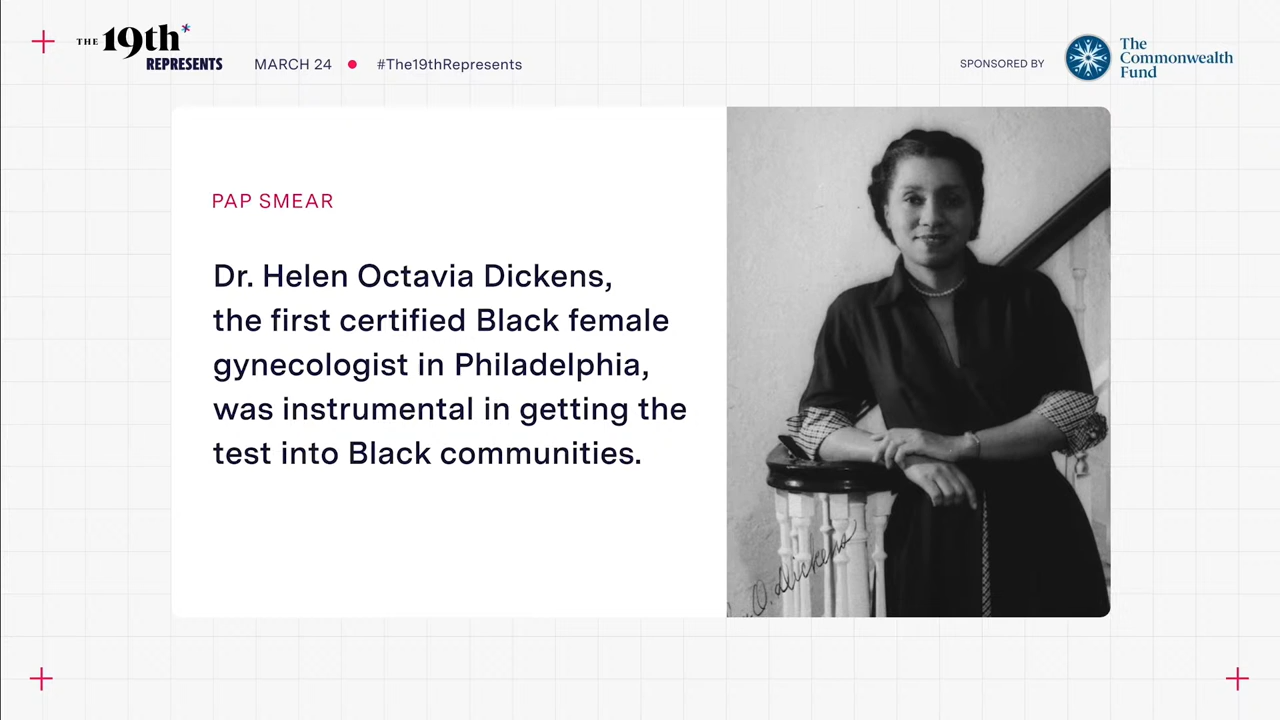 THE 19th*
REPRESENTS
MARCH 24 • #The19thRepresents
SPONSORED BY
The
Commonwealth
Fund
PAP SMEAR
Dr. Helen Octavia Dickens,
the first certified Black female
gynecologist in Philadelphia,
was instrumental in getting the
test into Black communities.
O. Dickens